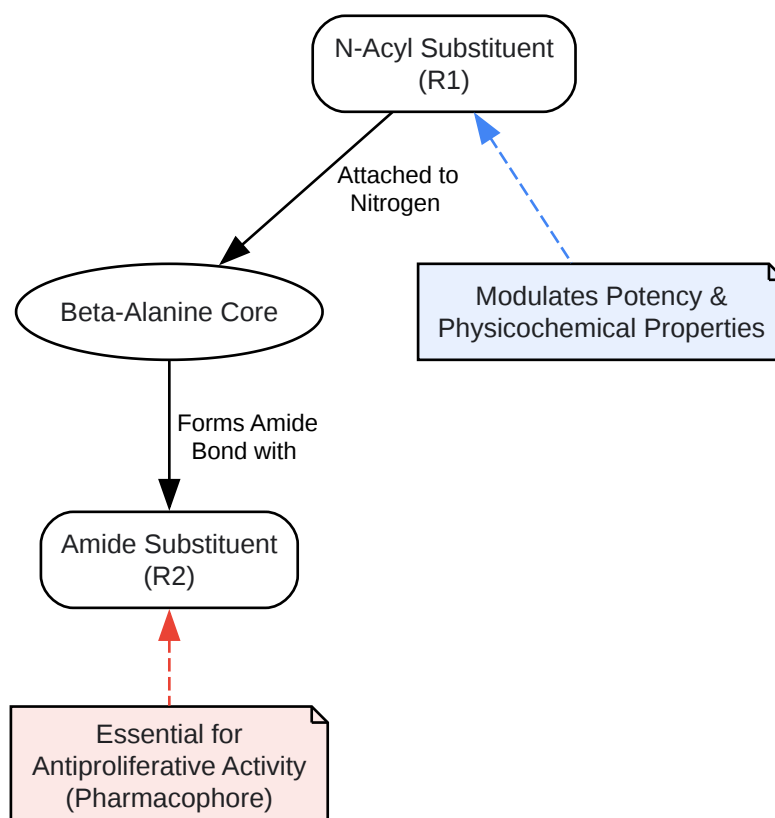 N-Acyl Substituent
(R1)
Attached to
Nitrogen
Beta-Alanine Core
Modulates Potency &
Physicochemical Properties
Forms Amide
Bond with
Amide Substituent
(R2)
Essential for
Antiproliferative Activity
(Pharmacophore)